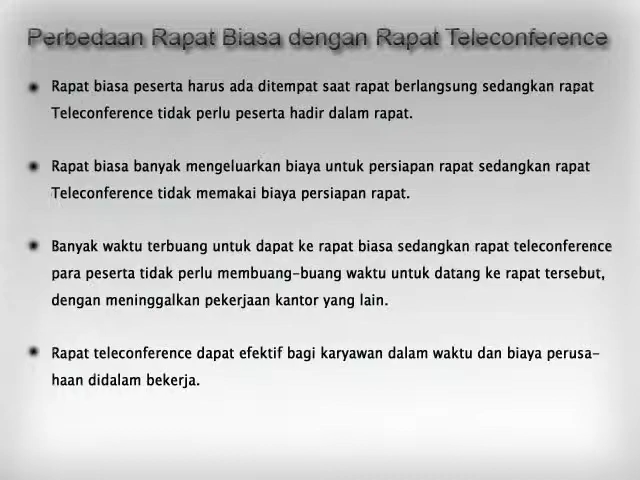 Perbedaan Rapat Biasa dengan Rapat Teleconference
Rapat biasa peserta harus ada ditempat saat rapat berlangsung sedangkan rapat
Teleconference tidak perlu peserta hadir dalam rapat.
Rapat biasa banyak mengeluarkan biaya untuk persiapan rapat sedangkan rapat
Teleconference tidak memakai biaya persiapan rapat.
Banyak waktu terbuang untuk dapat ke rapat biasa sedangkan rapat teleconference
para peserta tidak perlu membuang-buang waktu untuk datang ke rapat tersebut,
dengan meninggalkan pekerjaan kantor yang lain.
Rapat teleconference dapat efektif bagi karyawan dalam waktu dan biaya perusa-
haan didalam bekerja.